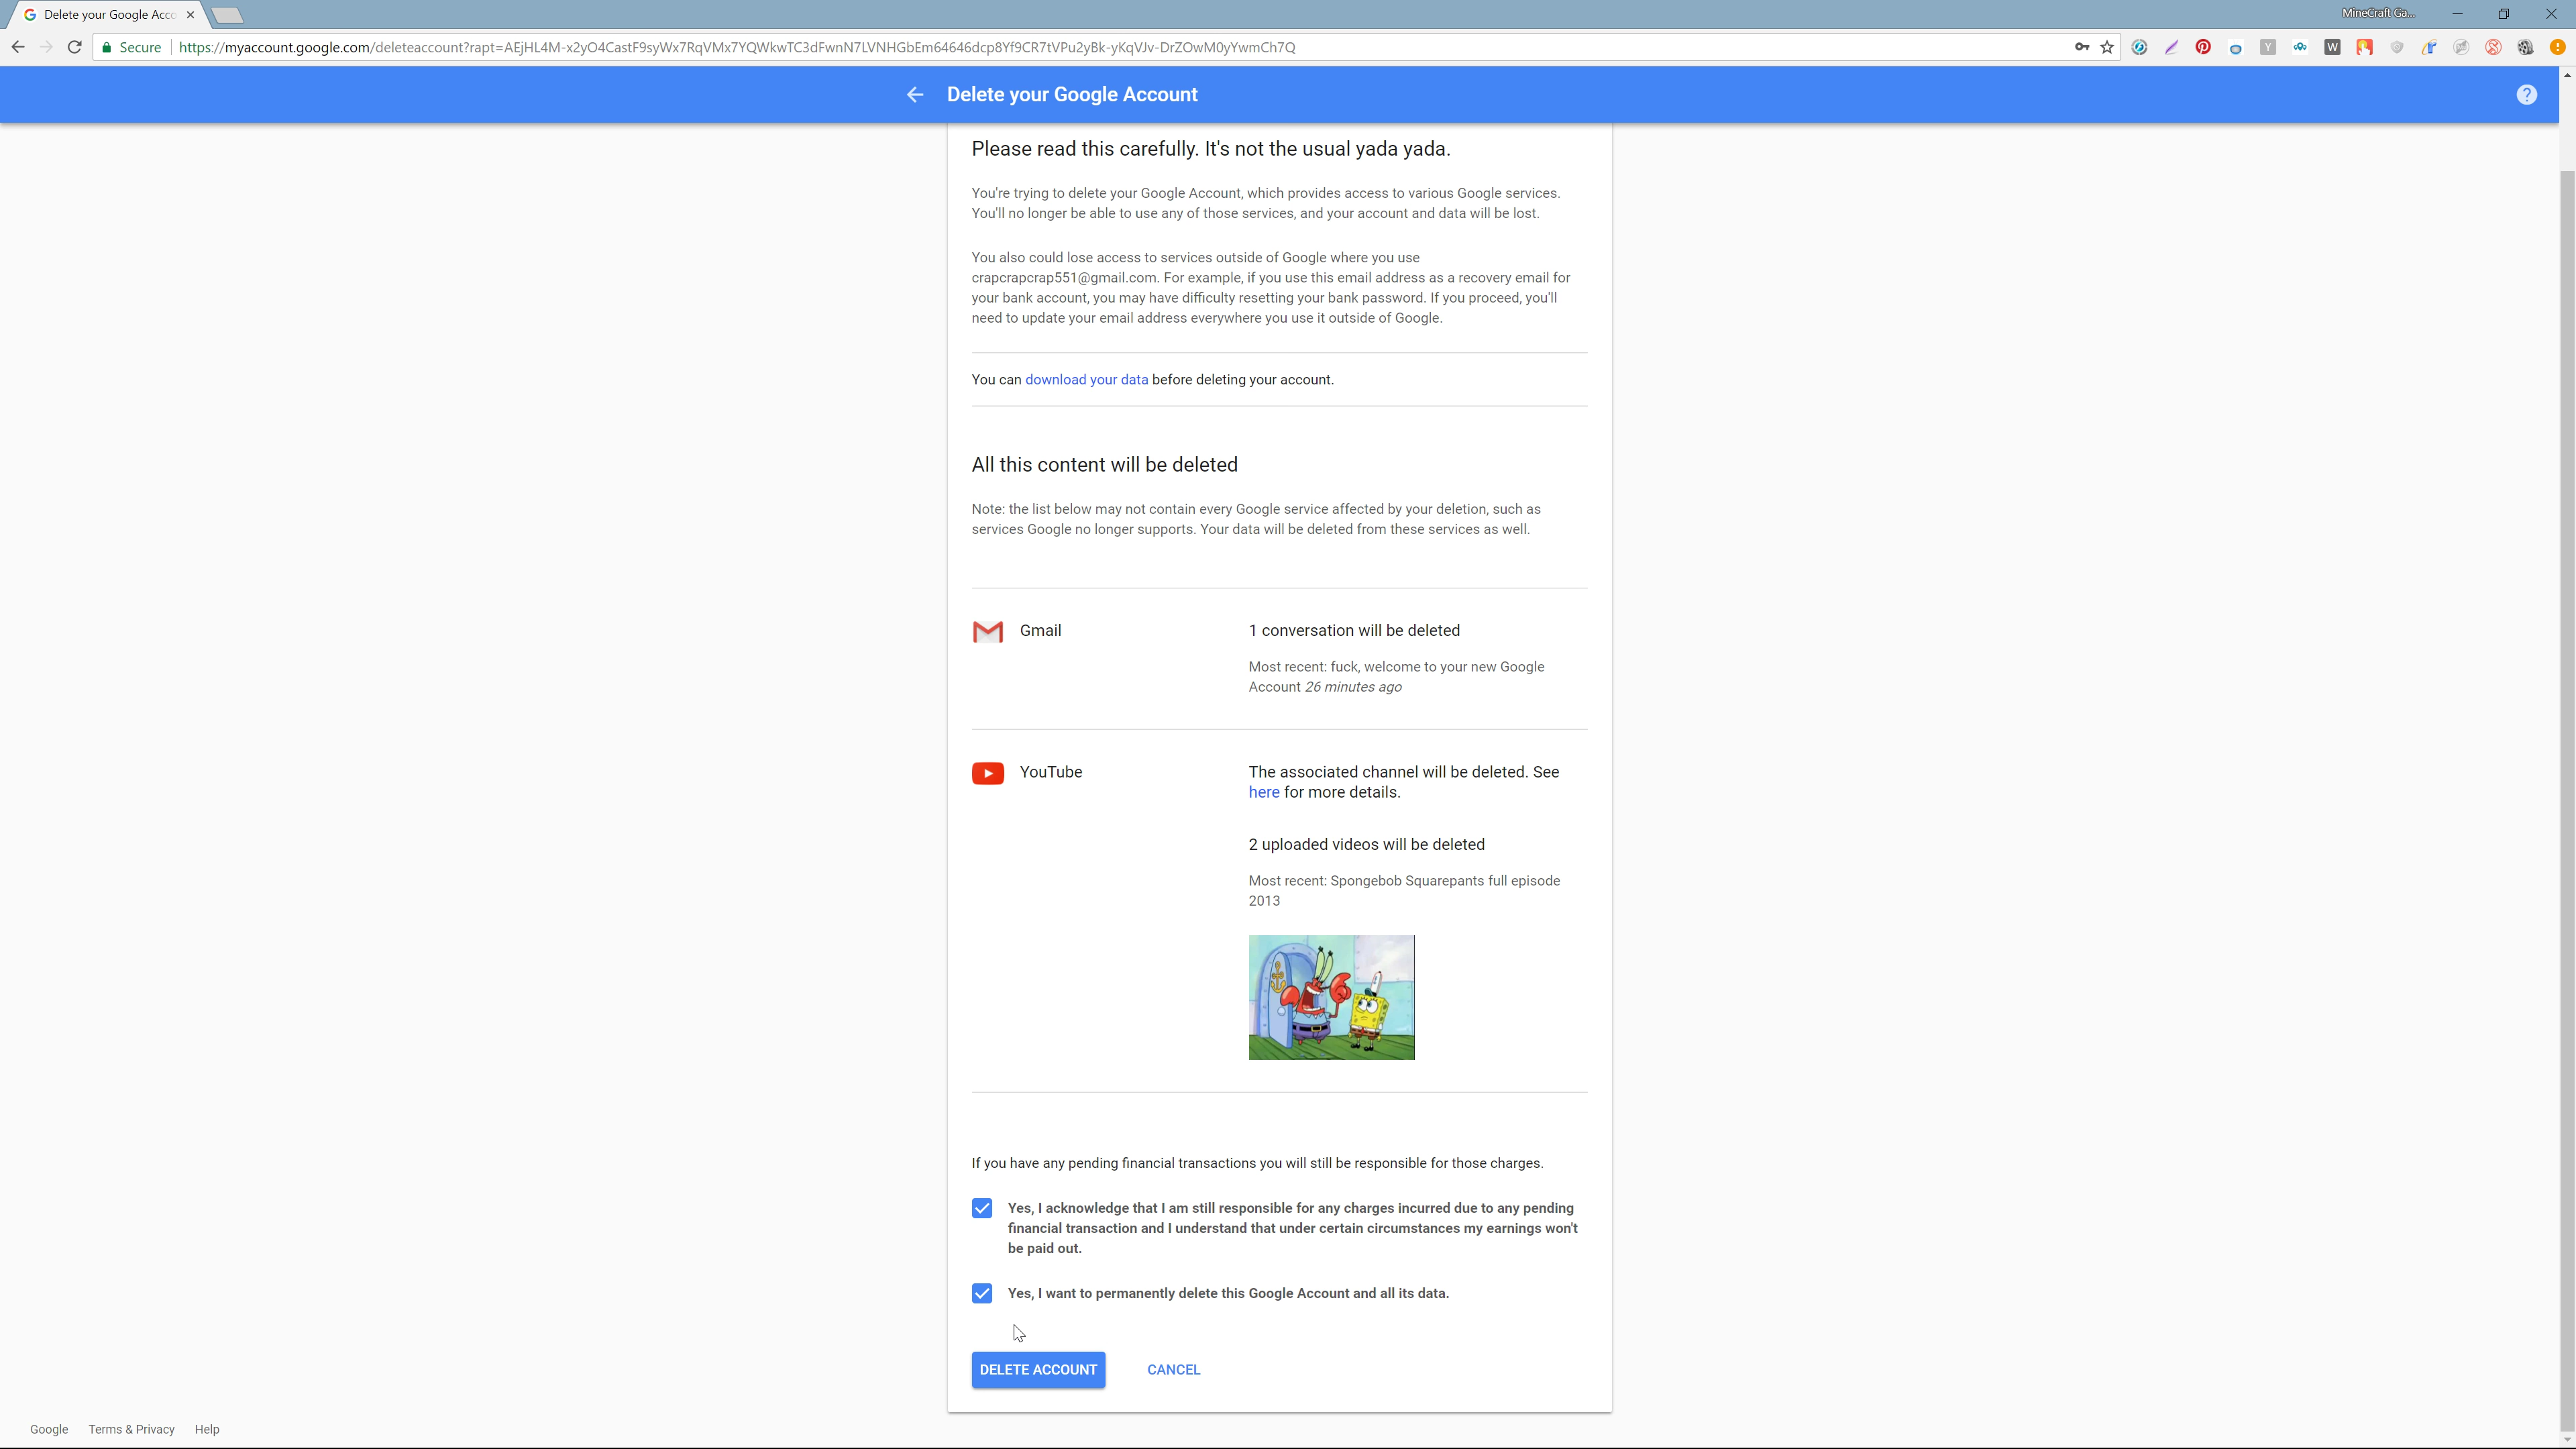 Delete your Google Acco
MineCraft Ga...
Secure
https://myaccount.google.com/deleteaccount?rapt=AEjHL4M-x2yO4CastF9syWx7RqVMx7YQWkwTC3dFwnN7LVNHGbEm64646dcp8Yf9CR7tVPu2yBk-yKqVJv-DrZOwM0yYwmCh7Q
Delete your Google Account
Please read this carefully. It's not the usual yada yada.
You're trying to delete your Google Account, which provides access to various Google services.
You'll no longer be able to use any of those services, and your account and data will be lost.
You also could lose access to services outside of Google where you use
crapcrapcrap551@gmail.com. For example, if you use this email address as a recovery email for
your bank account, you may have difficulty resetting your bank password. If you proceed, you'll
need to update your email address everywhere you use it outside of Google.
You can download your data before deleting your account.
All this content will be deleted
Note: the list below may not contain every Google service affected by your deletion, such as
services Google no longer supports. Your data will be deleted from these services as well.
Gmail
1 conversation will be deleted
Most recent: fuck, welcome to your new Google
Account 26 minutes ago
YouTube
The associated channel will be deleted. See
here for more details.
2 uploaded videos will be deleted
Most recent: Spongebob Squarepants full episode
2013
If you have any pending financial transactions you will still be responsible for those charges.
Yes, I acknowledge that I am still responsible for any charges incurred due to any pending
financial transaction and I understand that under certain circumstances my earnings won't
be paid out.
Yes, I want to permanently delete this Google Account and all its data.
DELETE ACCOUNT
CANCEL
Google
Terms & Privacy
Help